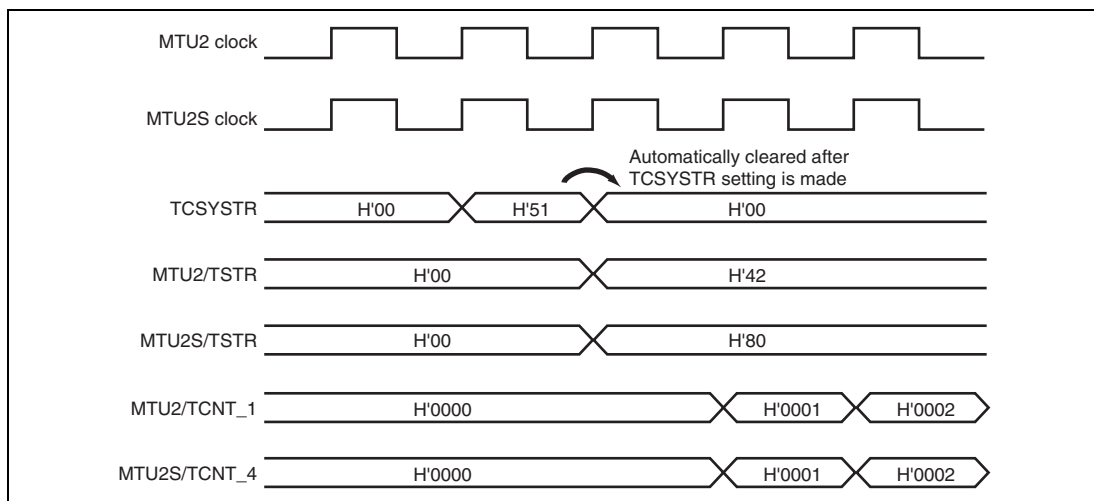 MTU2 clock
MTU2S clock
Automatically cleared after
TCSYSTR setting is made
TCSYSTR H'00 H'51 H'00
MTU2/TSTR H'00 H'42
MTU2S/TSTR H'00 H'80
MTU2/TCNT_1 H'0000 H'0001 H'0002
MTU2S/TCNT_4 H'0000 H'0001 H'0002